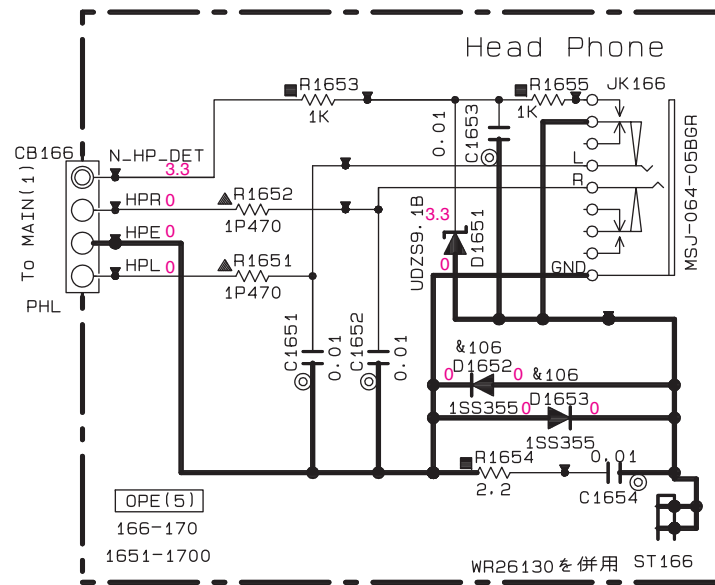 Head Phone
R1653
1K
R1655
1K
JK166
0.01
C1653
CB166
N_HP_DET
3.3
L
R
HPR 0
R1652
1P470
HPE 0
HPL 0
R1651
1P470
To MAIN(1)
PHL
UDZS9.1B
3.3
0
D1651
GND
MSJ-064-05BGR
C1651
0.01
C1652
0.01
&106
0 D1652 0 &106
1SS355
0 D1653 0
1SS355
R1654
2.2
0.01
C1654
OPE(5)
166-170
1651-1700
WR26130を併用
ST166